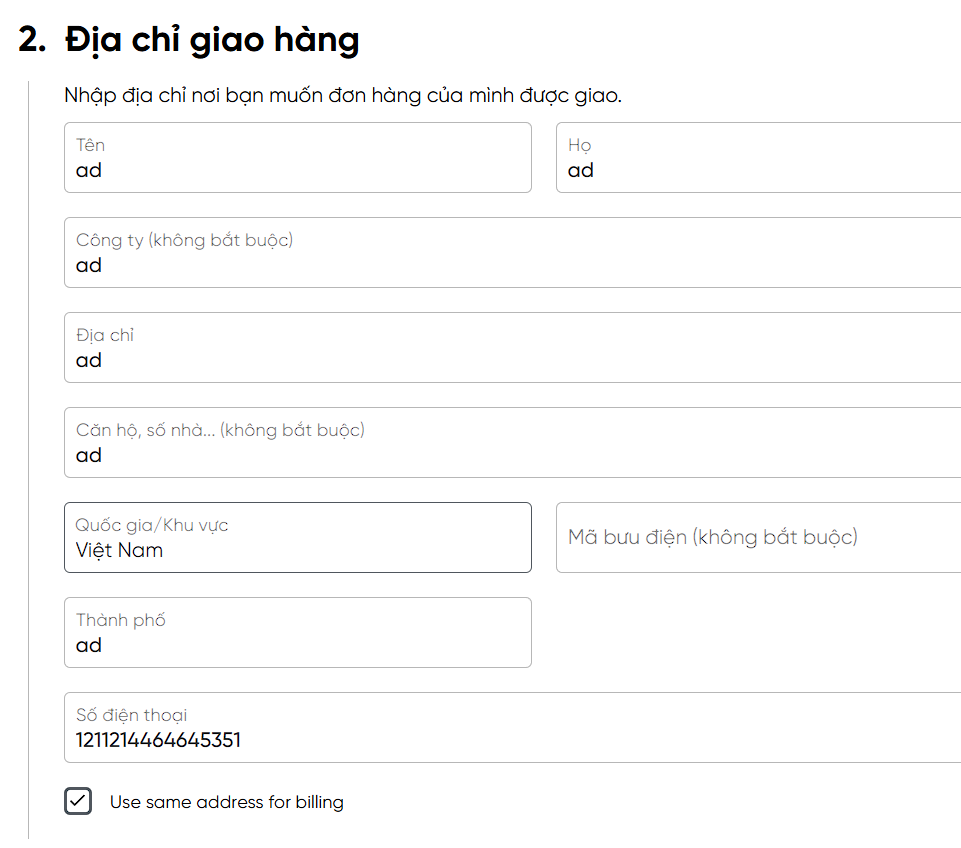 2. Địa chỉ giao hàng
Nhập địa chỉ nơi bạn muốn đơn hàng của mình được giao.
Tên
ad
Họ
ad
Công ty (không bắt buộc)
ad
Địa chỉ
ad
Căn hộ, số nhà... (không bắt buộc)
ad
Quốc gia/Khu vực
Việt Nam
Mã bưu điện (không bắt buộc)
Thành phố
ad
Số điện thoại
1211214464645351
Use same address for billing